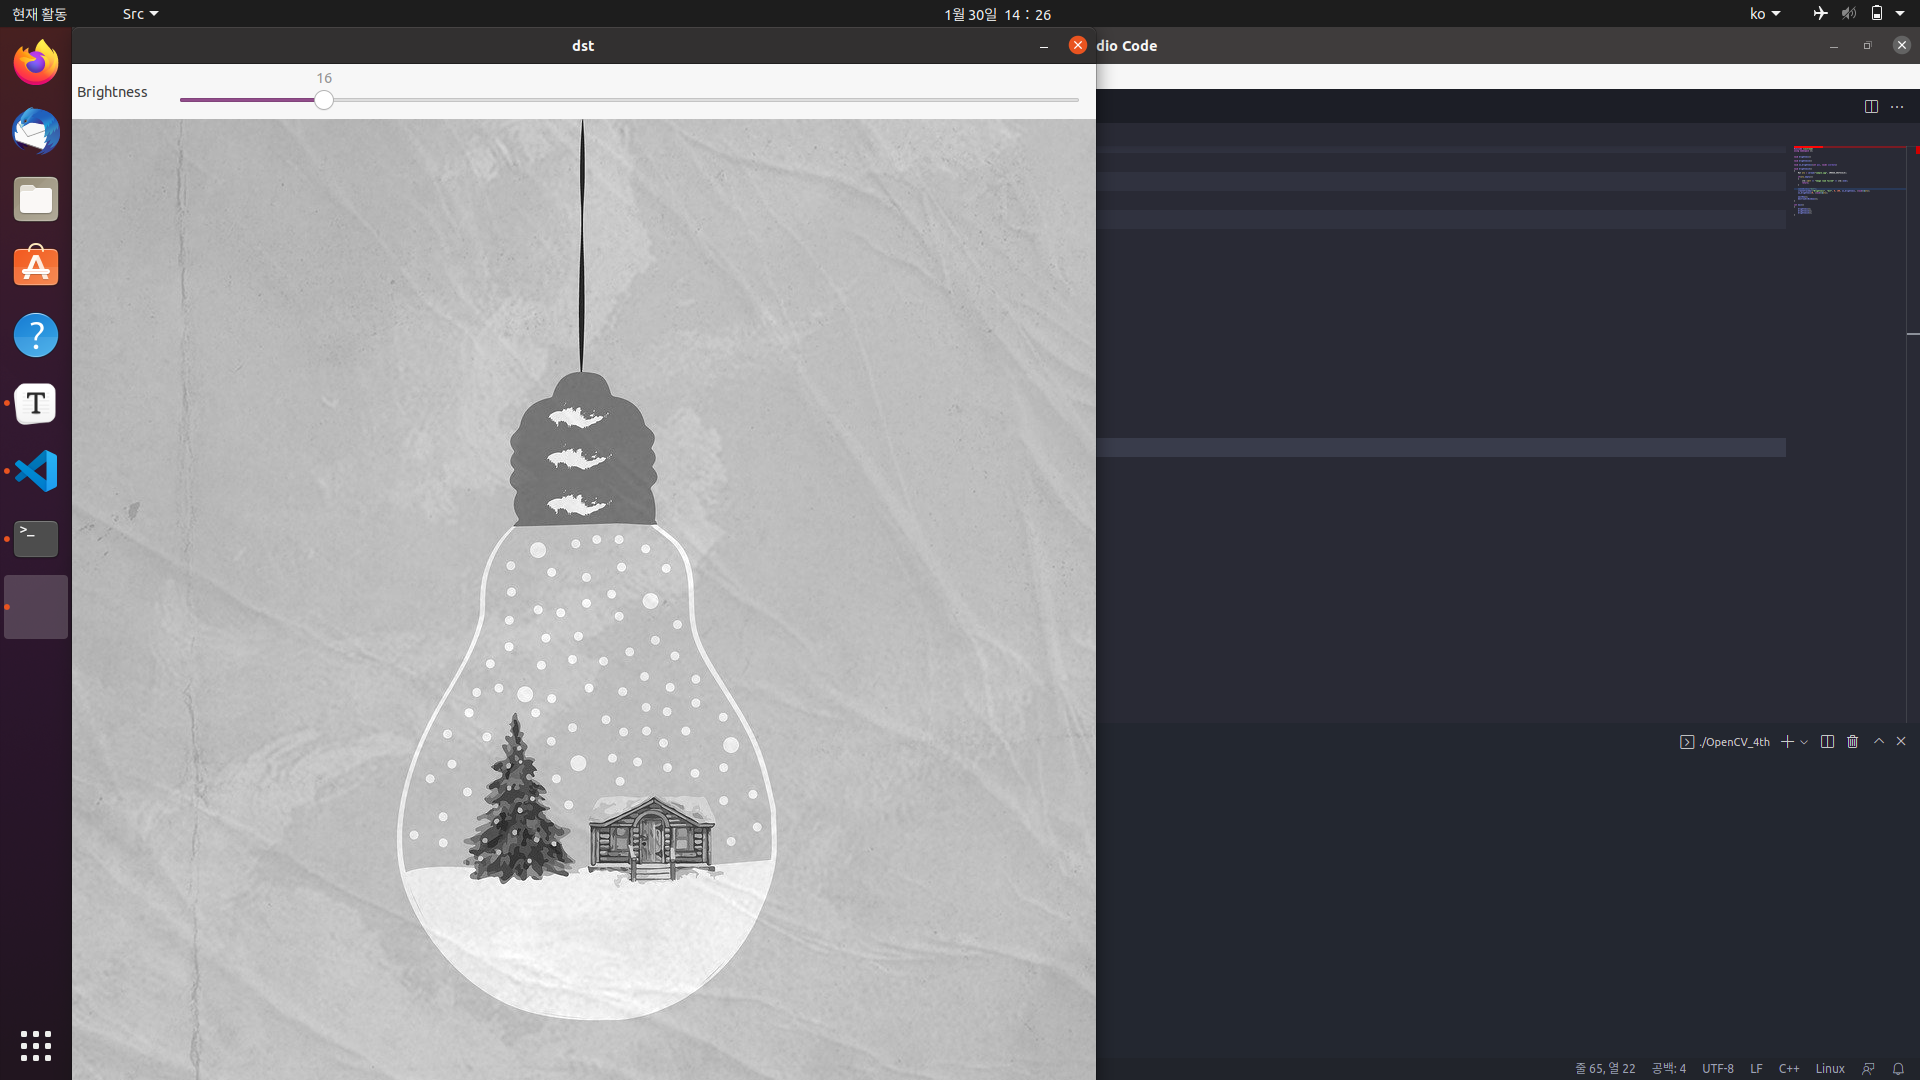 현재 활동
Src
1월 30일 14 : 26
ko
dst
dio Code
16
Brightness
./OpenCV_4th
줄 65, 열 22
공백: 4
UTF-8
LF
C++
Linux